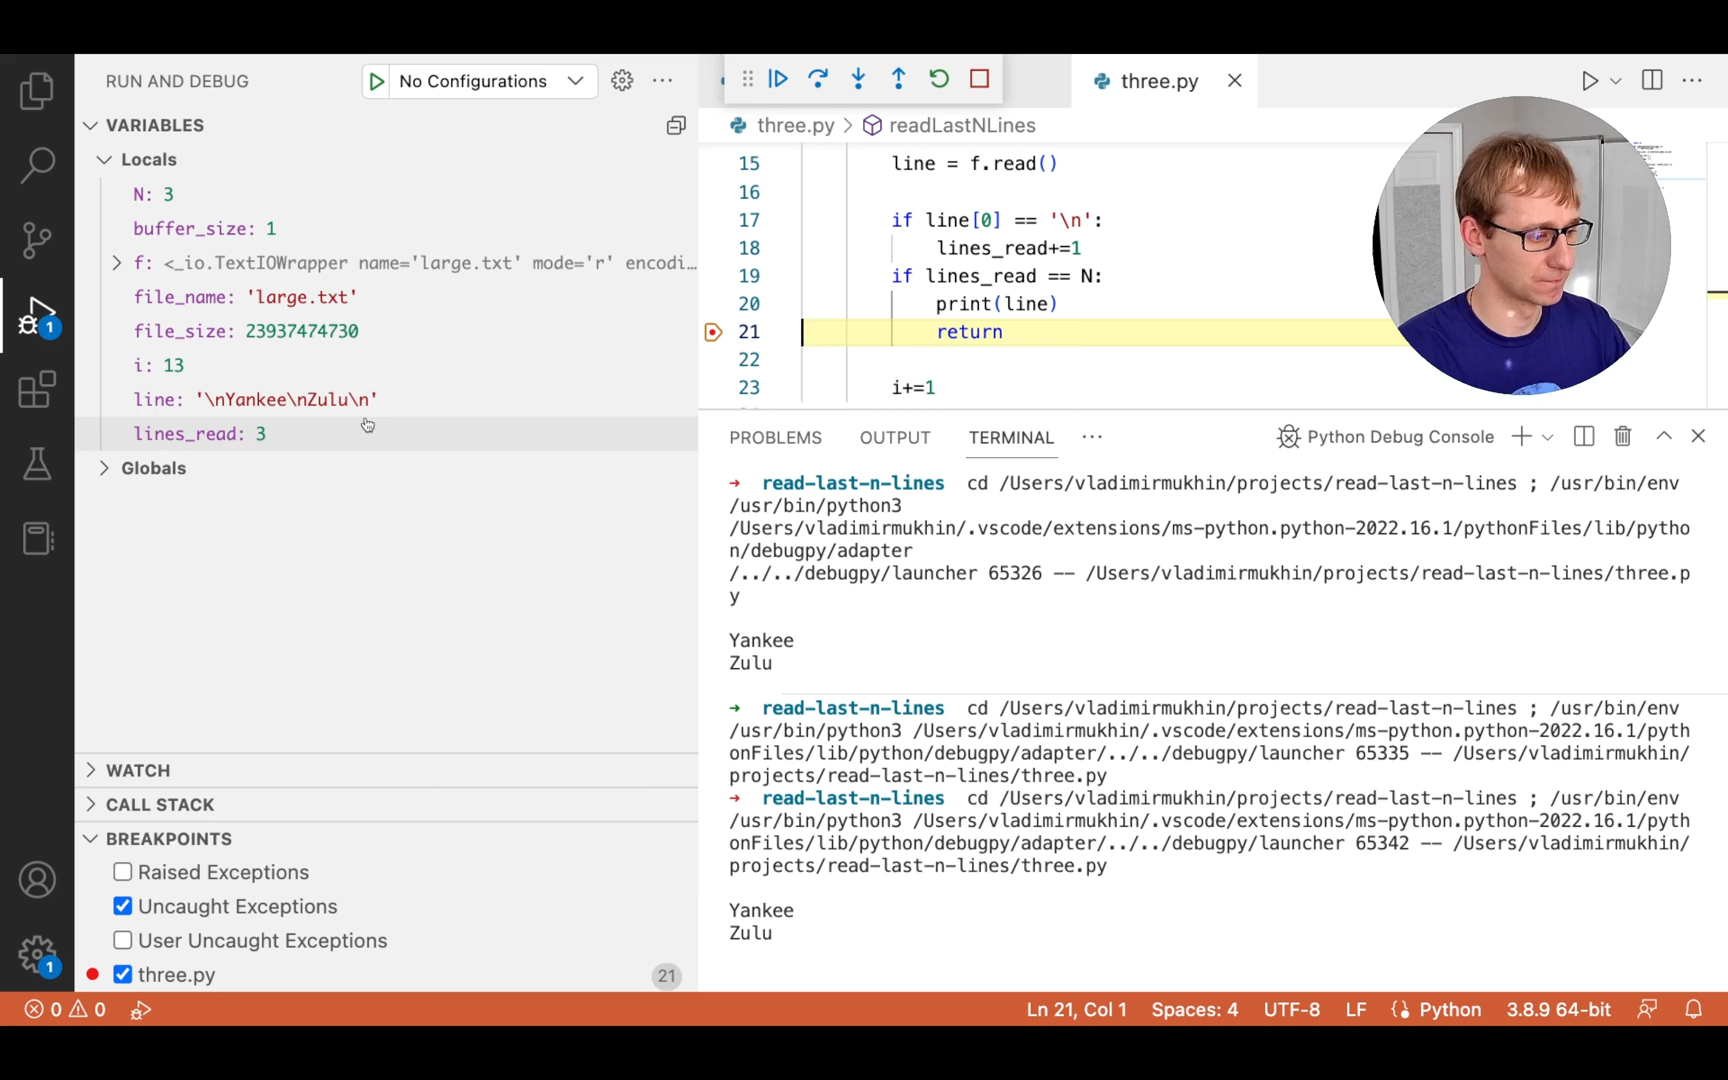 RUN AND DEBUG
No Configurations
VARIABLES
Locals
N: 3
buffer_size: 1
f: <_io.TextIOWrapper name='large.txt' mode='r' encodi…
file_name: 'large.txt'
file_size: 23937474730
i: 13
line: '\nYankee\nZulu\n'
lines_read: 3
Globals
WATCH
CALL STACK
BREAKPOINTS
Raised Exceptions
Uncaught Exceptions
User Uncaught Exceptions
three.py
21
1
1
three.py
three.py > readLastNLines
15 line = f.read()
16
17 if line[0] == '\n':
18 lines_read+=1
19 if lines_read == N:
20 print(line)
21 return
22
23 i+=1
PROBLEMS OUTPUT TERMINAL ···
Python Debug Console
→ read-last-n-lines cd /Users/vladimirmukhin/projects/read-last-n-lines ; /usr/bin/env
/usr/bin/python3
/Users/vladimirmukhin/.vscode/extensions/ms-python.python-2022.16.1/pythonFiles/lib/pytho
n/debugpy/adapter
/../../debugpy/launcher 65326 -- /Users/vladimirmukhin/projects/read-last-n-lines/three.p
y
Yankee
Zulu
→ read-last-n-lines cd /Users/vladimirmukhin/projects/read-last-n-lines ; /usr/bin/env
/usr/bin/python3 /Users/vladimirmukhin/.vscode/extensions/ms-python.python-2022.16.1/pyth
onFiles/lib/python/debugpy/adapter/../../debugpy/launcher 65335 -- /Users/vladimirmukhin/
projects/read-last-n-lines/three.py
→ read-last-n-lines cd /Users/vladimirmukhin/projects/read-last-n-lines ; /usr/bin/env
/usr/bin/python3 /Users/vladimirmukhin/.vscode/extensions/ms-python.python-2022.16.1/pyth
onFiles/lib/python/debugpy/adapter/../../debugpy/launcher 65342 -- /Users/vladimirmukhin/
projects/read-last-n-lines/three.py
Yankee
Zulu
0 0
Ln 21, Col 1 Spaces: 4 UTF-8 LF Python 3.8.9 64-bit